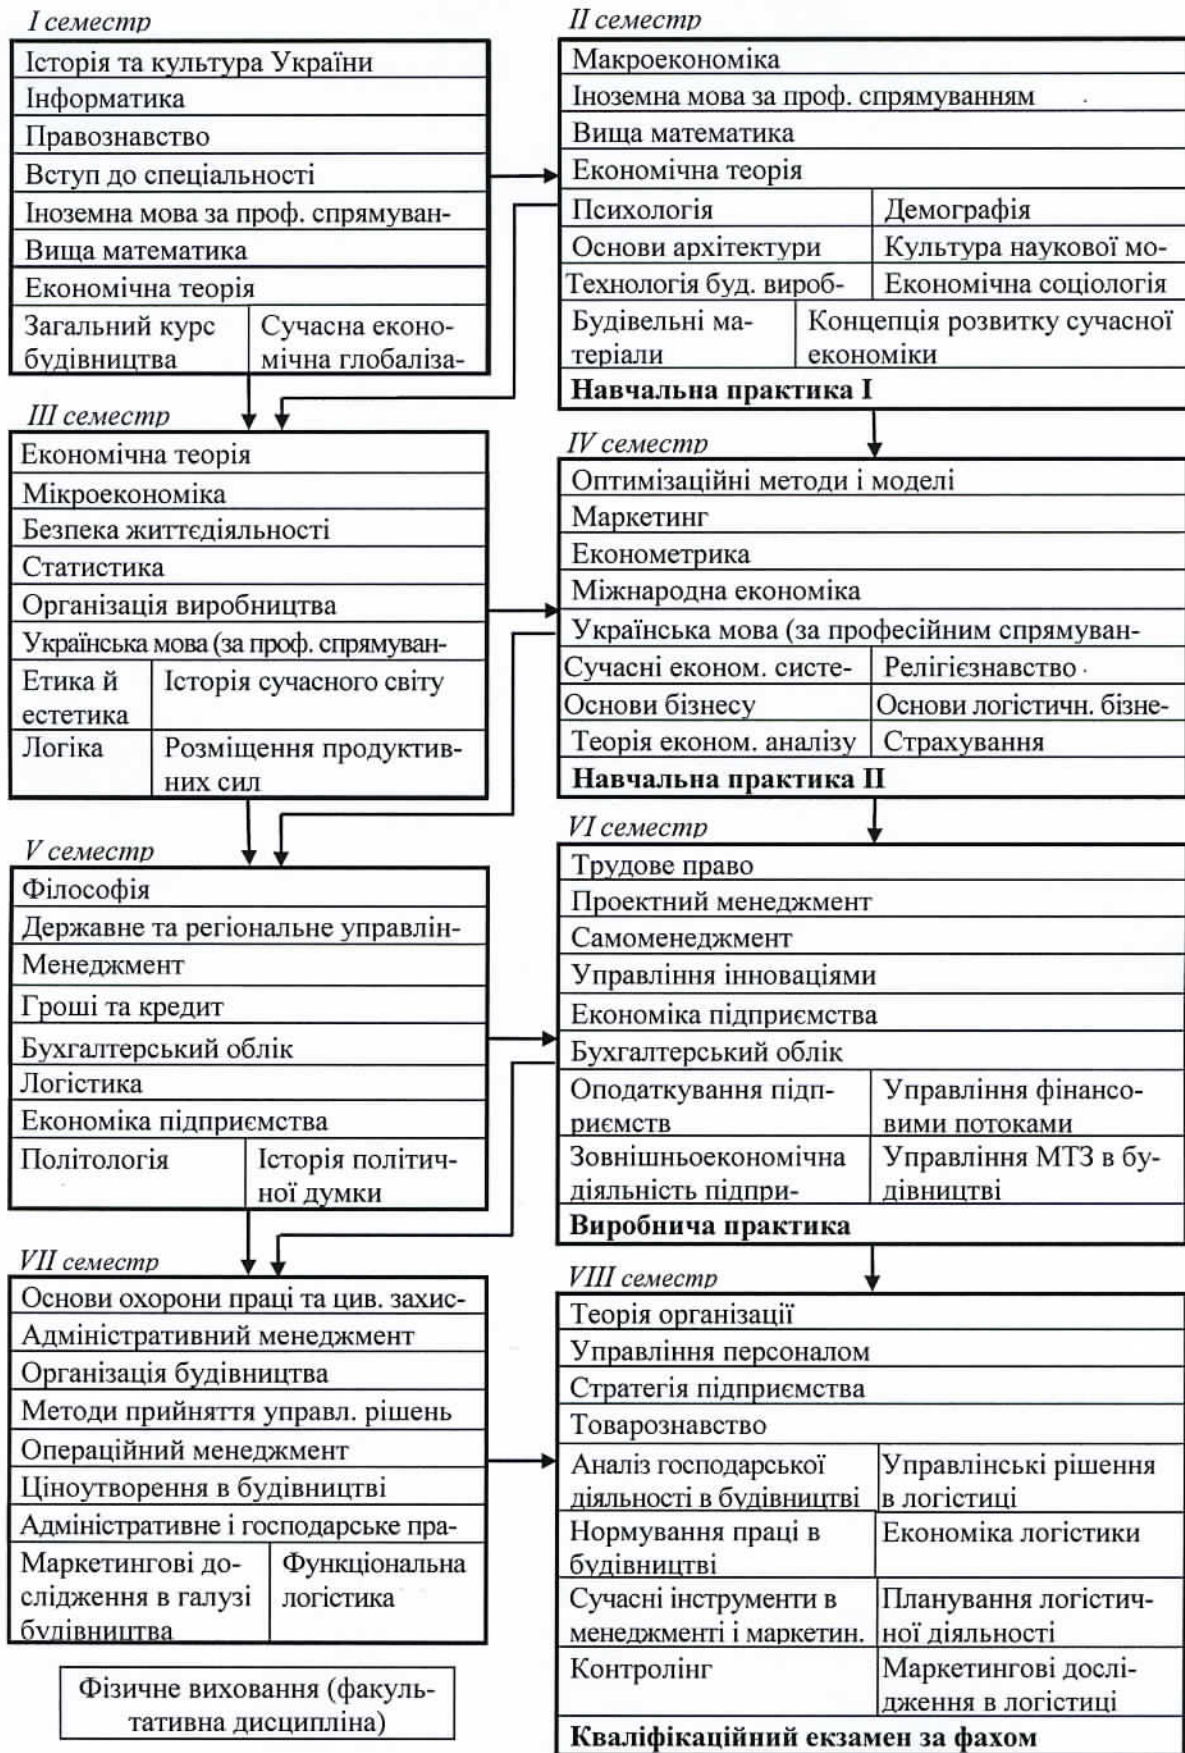 I семестр
Історія та культура України
Інформатика
Правознавство
Вступ до спеціальності
Іноземна мова за проф. спрямуван-
Вища математика
Економічна теорія
Загальний курс
будівництва
Сучасна еконо-
мічна глобаліза-
II семестр
Макроекономіка
Іноземна мова за проф. спрямуванням
Вища математика
Економічна теорія
Психологія
Демографія
Основи архітектури
Культура наукової мо-
Технологія буд. вироб-
Економічна соціологія
Будівельні ма-
теріали
Концепція розвитку сучасної
економіки
Навчальна практика I
III семестр
Економічна теорія
Мікроекономіка
Безпека життєдіяльності
Статистика
Організація виробництва
Українська мова (за проф. спрямуван-
Етика й
естетика
Історія сучасного світу
Логіка
Розміщення продуктив-
них сил
IV семестр
Оптимізаційні методи і моделі
Маркетинг
Економетрика
Міжнародна економіка
Українська мова (за професійним спрямуван-
Сучасні економ. систе-
Релігієзнавство
Основи бізнесу
Основи логістичн. бізне-
Теорія економ. аналізу
Страхування
Навчальна практика II
V семестр
Філософія
Державне та регіональне управлін-
Менеджмент
Гроші та кредит
Бухгалтерський облік
Логістика
Економіка підприємства
Політологія
Історія політич-
ної думки
VI семестр
Трудове право
Проектний менеджмент
Самоменеджмент
Управління інноваціями
Економіка підприємства
Бухгалтерський облік
Оподаткування підп-
риємств
Управління фінансо-
вими потоками
Зовнішньоекономічна
діяльність підпри-
Управління МТЗ в бу-
дівництві
Виробнича практика
VII семестр
Основи охорони праці та цив. захис-
Адміністративний менеджмент
Організація будівництва
Методи прийняття управл. рішень
Операційний менеджмент
Ціноутворення в будівництві
Адміністративне і господарське пра-
Маркетингові до-
слідження в галузі
будівництва
Функціональна
логістика
VIII семестр
Теорія організації
Управління персоналом
Стратегія підприємства
Товарознавство
Аналіз господарської
діяльності в будівництві
Управлінські рішення
в логістиці
Нормування праці в
будівництві
Економіка логістики
Сучасні інструменти в
менеджменті і маркетин.
Планування логістич-
ної діяльності
Контролінг
Маркетингові дослі-
дження в логістиці
Кваліфікаційний екзамен за фахом
Фізичне виховання (факуль-
тативна дисципліна)